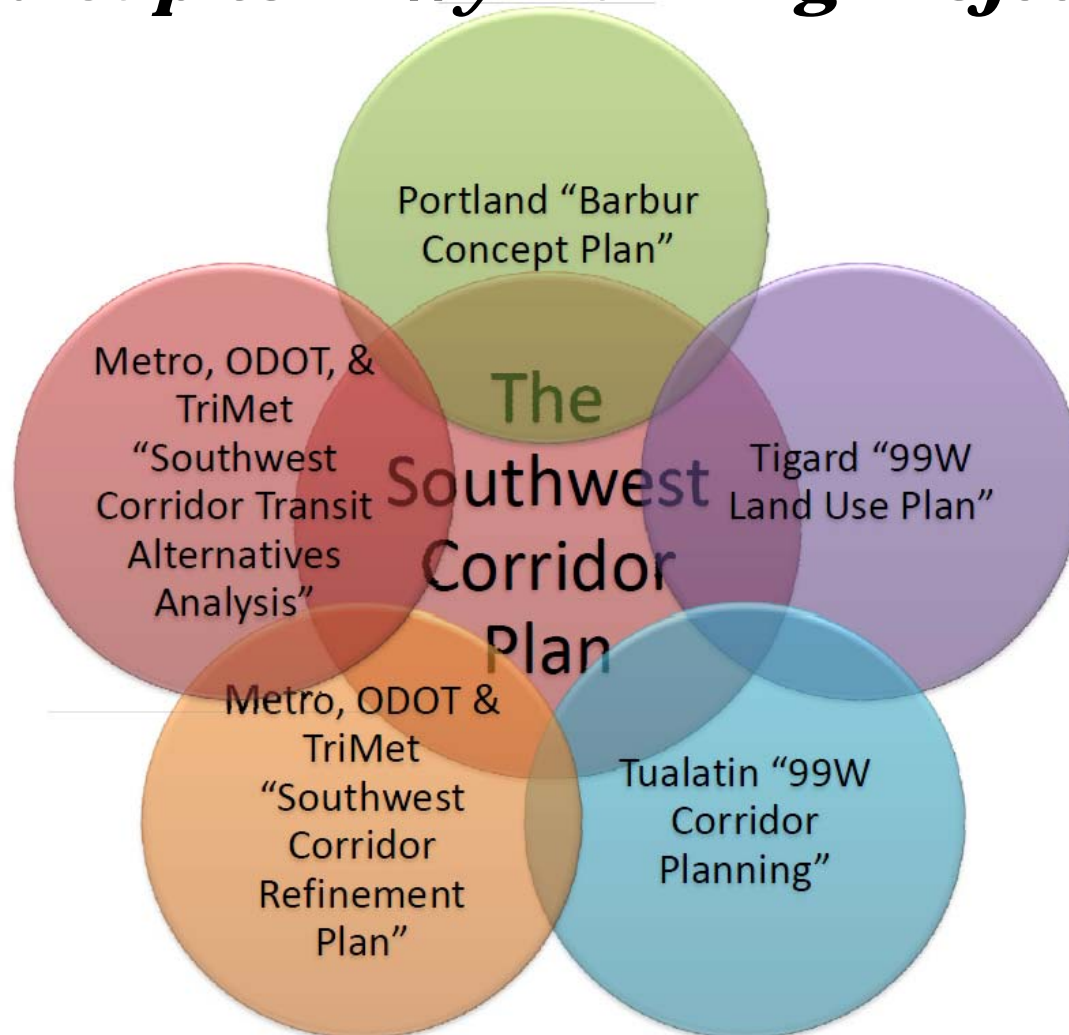 Portland “Barbur
Concept Plan”
The
Southwest
Corridor
Plan
Metro, ODOT, &
TriMet
“Southwest
Corridor Transit
Alternatives
Analysis”
Tigard “99W
Land Use Plan”
Metro, ODOT &
TriMet
“Southwest
Corridor
Refinement
Plan”
Tualatin “99W
Corridor
Planning”